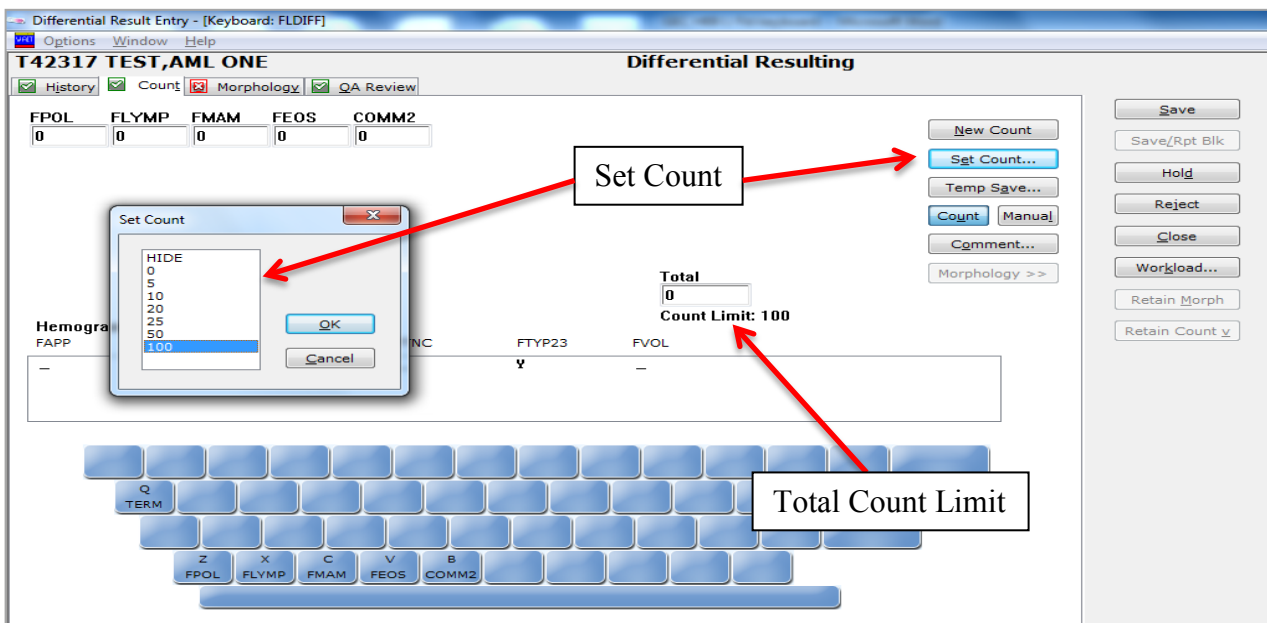 Differential Result Entry - [Keyboard: FLDIFF]
Options Window Help
T42317 TEST,AML ONE Differential Resulting
History Count Morphology QA Review
FPOL FLYMP FMAM FEOS COMM2
0 0 0 0 0
New Count
Set Count...
Temp Save...
Count Manual
Comment...
Morphology >>
Save
Save/Rpt Blk
Hold
Reject
Close
Workload...
Retain Morph
Retain Count v
Set Count
Set Count
HIDE
0
5
10
20
25
50
100
OK
Cancel
Total
0
Count Limit: 100
Hemogra
FAPP NC FTYP23 FVOL
_ Y _
Total Count Limit
Q
TERM
Z X C V B
FPOL FLYMP FMAM FEOS COMM2